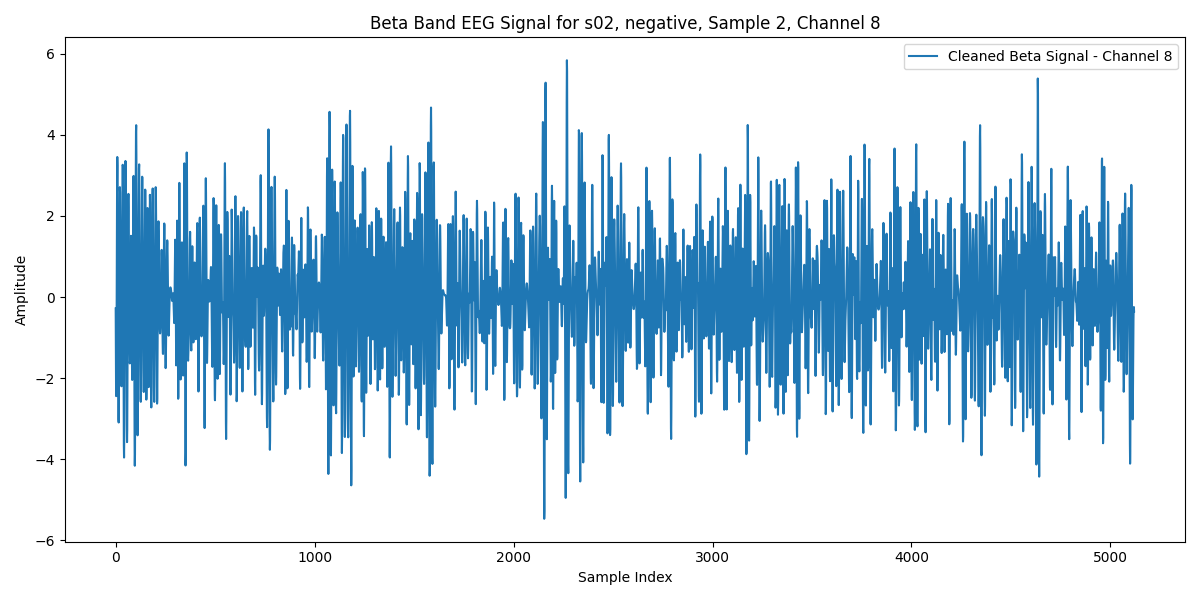 Beta Band EEG Signal for s02, negative, Sample 2, Channel 8
Cleaned Beta Signal - Channel 8
6
4
2
0
−2
−4
−6
Amplitude
0 1000 2000 3000 4000 5000
Sample Index